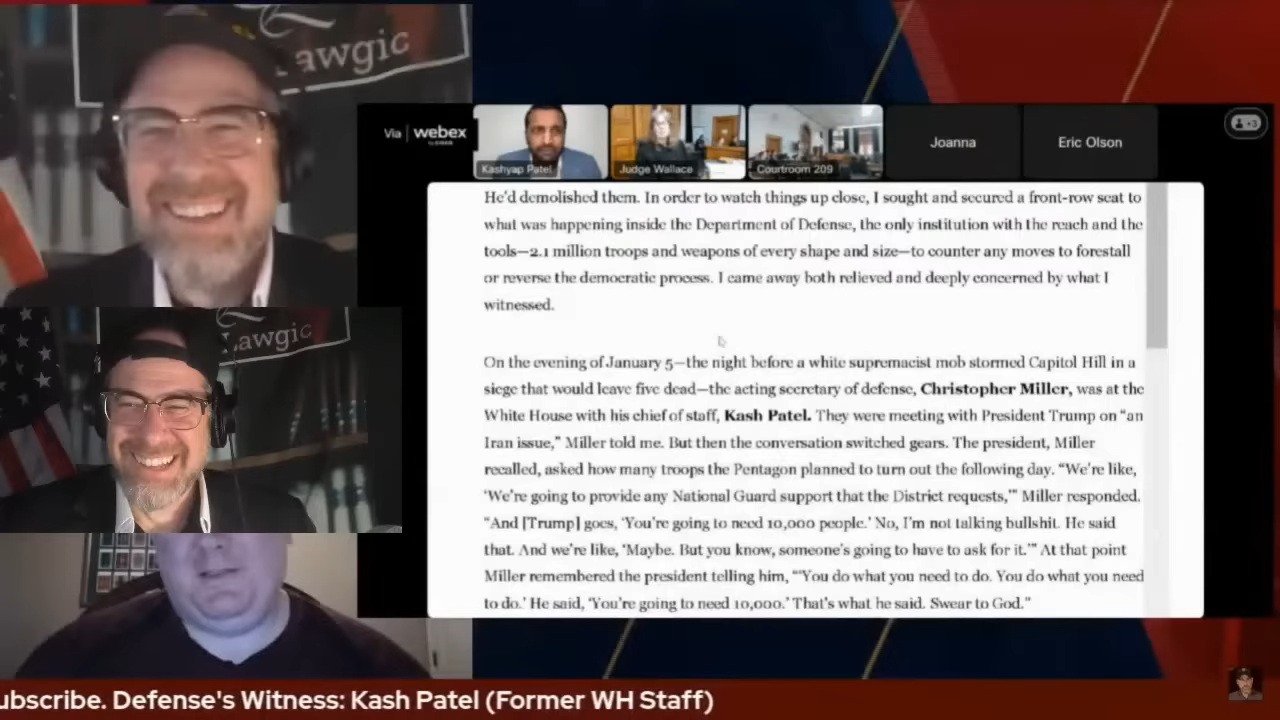 Lawgic
Lawgic
Via | webex
by CISCO
Kashyap Patel
Judge Wallace
Courtroom 209
Joanna
Eric Olson
+3
He'd demolished them. In order to watch things up close, I sought and secured a front-row seat to
what was happening inside the Department of Defense, the only institution with the reach and the
tools—2.1 million troops and weapons of every shape and size—to counter any moves to forestall
or reverse the democratic process. I came away both relieved and deeply concerned by what I
witnessed.
On the evening of January 5—the night before a white supremacist mob stormed Capitol Hill in a
siege that would leave five dead—the acting secretary of defense, Christopher Miller, was at the
White House with his chief of staff, Kash Patel. They were meeting with President Trump on “an
Iran issue,” Miller told me. But then the conversation switched gears. The president, Miller
recalled, asked how many troops the Pentagon planned to turn out the following day. “We're like,
‘We're going to provide any National Guard support that the District requests,’” Miller responded.
“And [Trump] goes, ‘You're going to need 10,000 people.’ No, I'm not talking bullshit. He said
that. And we're like, ‘Maybe. But you know, someone's going to have to ask for it.’” At that point
Miller remembered the president telling him, “‘You do what you need to do. You do what you need
to do.’ He said, ‘You're going to need 10,000.’ That's what he said. Swear to God.”
ubscribe. Defense's Witness: Kash Patel (Former WH Staff)